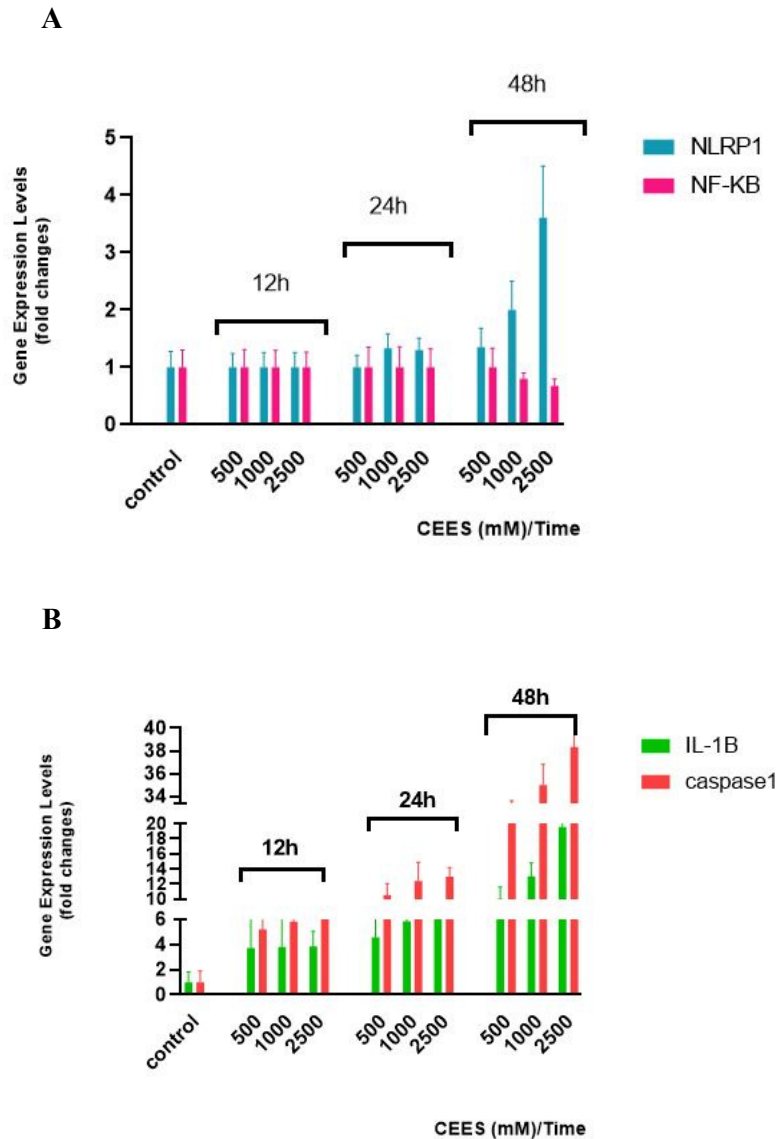 A
48h
NLRP1
NF-KB
24h
12h
Gene Expression Levels
(fold changes)
5
4
3
2
1
0
control
500
1000
2500
500
1000
2500
500
1000
2500
CEES (mM)/Time
B
48h
IL-1B
caspase1
24h
12h
Gene Expression Levels
(fold changes)
40
38
36
34
20
14
12
10
6
4
2
0
control
500
1000
2500
500
1000
2500
500
1000
2500
CEES (mM)/Time